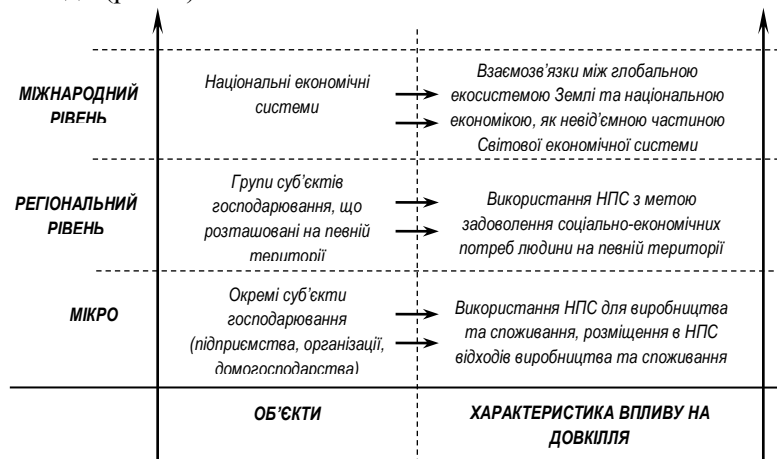 МІЖНАРОДНИЙ
РІВЕНЬ
Національні економічні
системи
Взаємозв'язки між глобальною
екосистемою Землі та національною
економікою, як невід'ємною частиною
Світової економічної системи
РЕГІОНАЛЬНИЙ
РІВЕНЬ
Групи суб'єктів
господарювання, що
розташовані на певній
території
Використання НПС з метою
задоволення соціально-економічних
потреб людини на певній території
МІКРО
Окремі суб'єкти
господарювання
(підприємства, організації,
домогосподарства)
Використання НПС для виробництва
та споживання, розміщення в НПС
відходів виробництва та споживання
ОБ'ЄКТИ
ХАРАКТЕРИСТИКА ВПЛИВУ НА
ДОВКІЛЛЯ